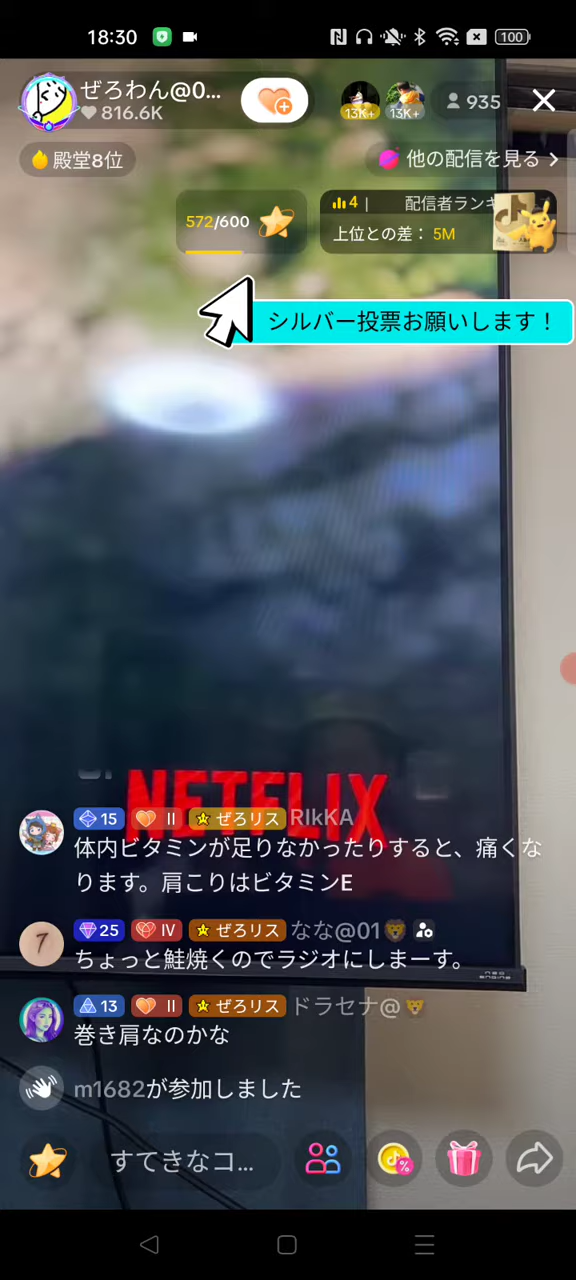 18:30
100
ぜろわん@0...
816.6K
13K+
13K+
935
殿堂8位
他の配信を見る
572/600
4 | 配信者ランキ
上位との差： 5M
シルバー投票お願いします！
NETFLIX
15 II ぜろリス RIkKA
体内ビタミンが足りなかったりすると、痛くな
ります。肩こりはビタミンE
7
25 IV ぜろリス なな@01
ちょっと鮭焼くのでラジオにしまーす。
neo
engine
13 II ぜろリス ドラセナ@
巻き肩なのかな
m1682が参加しました
すてきなコ...